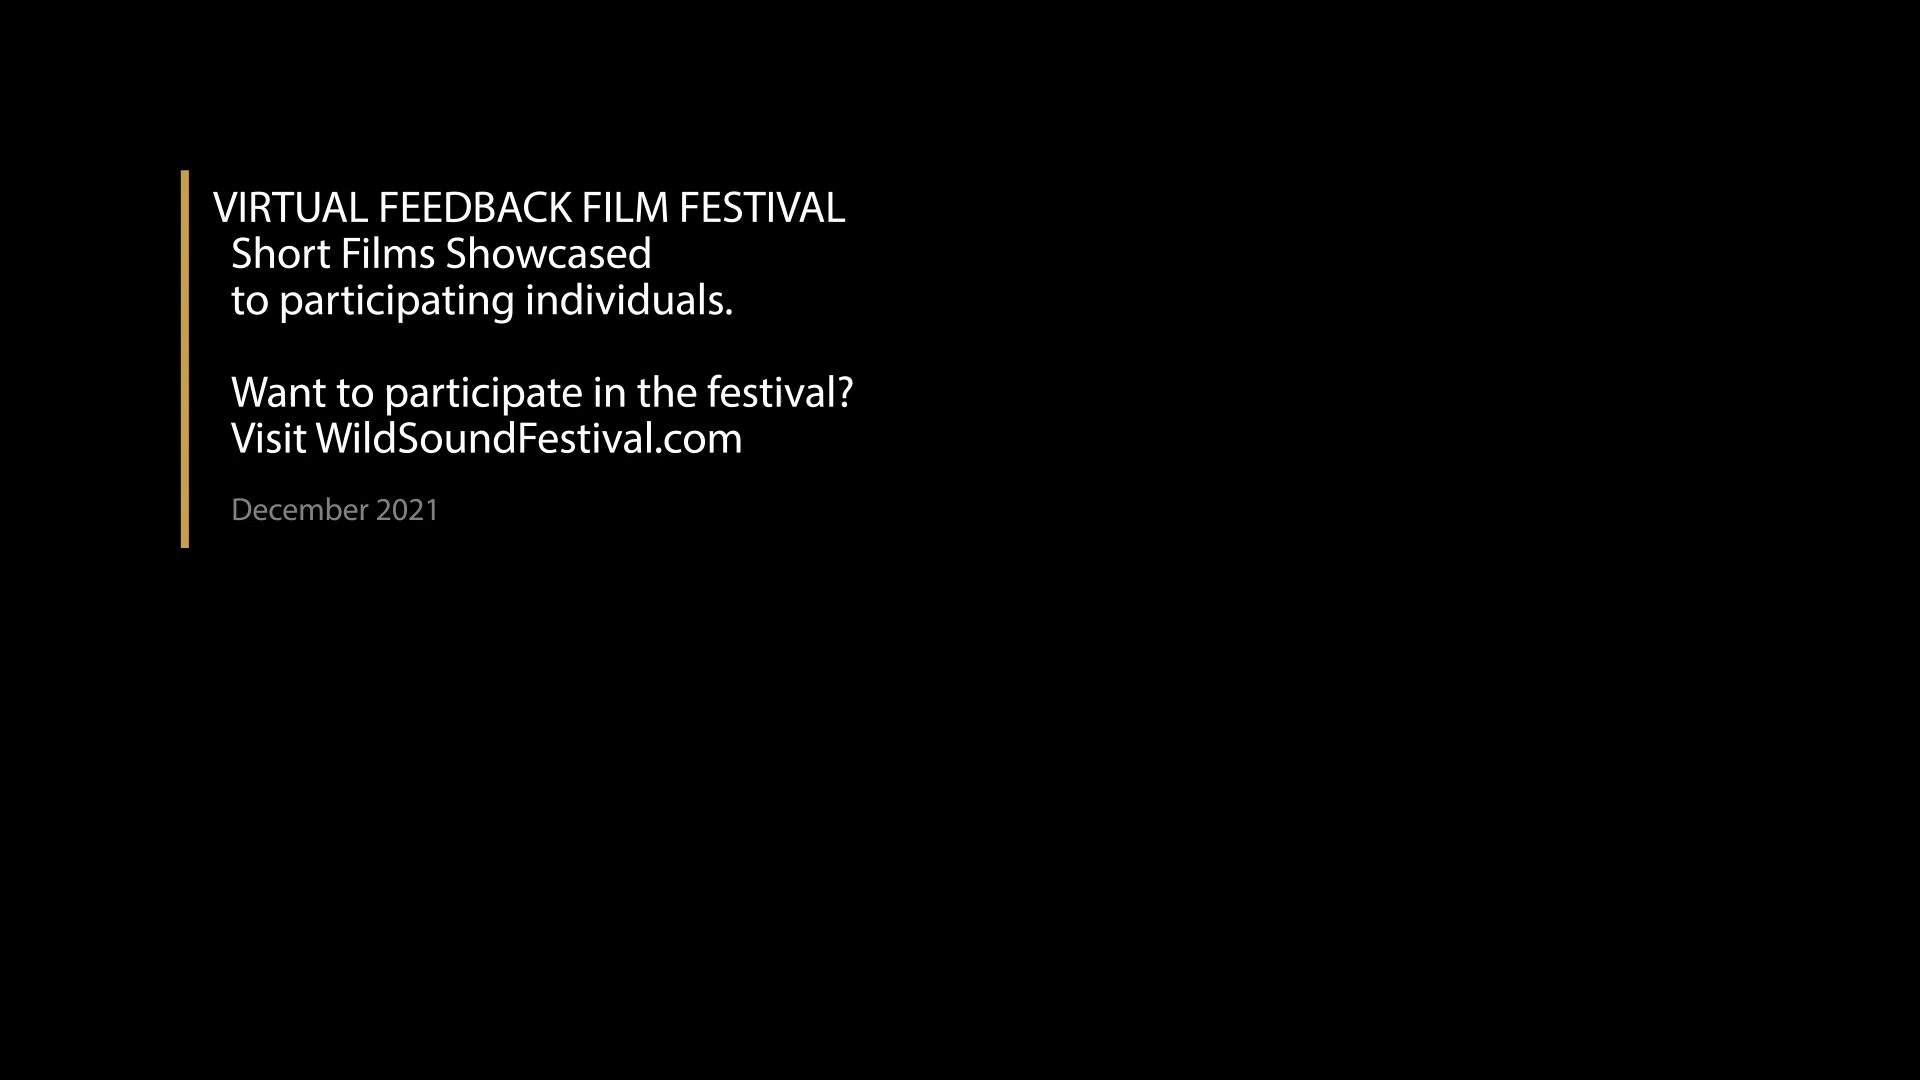 VIRTUAL FEEDBACK FILM FESTIVAL
Short Films Showcased
to participating individuals.
Want to participate in the festival?
Visit WildSoundFestival.com
December 2021